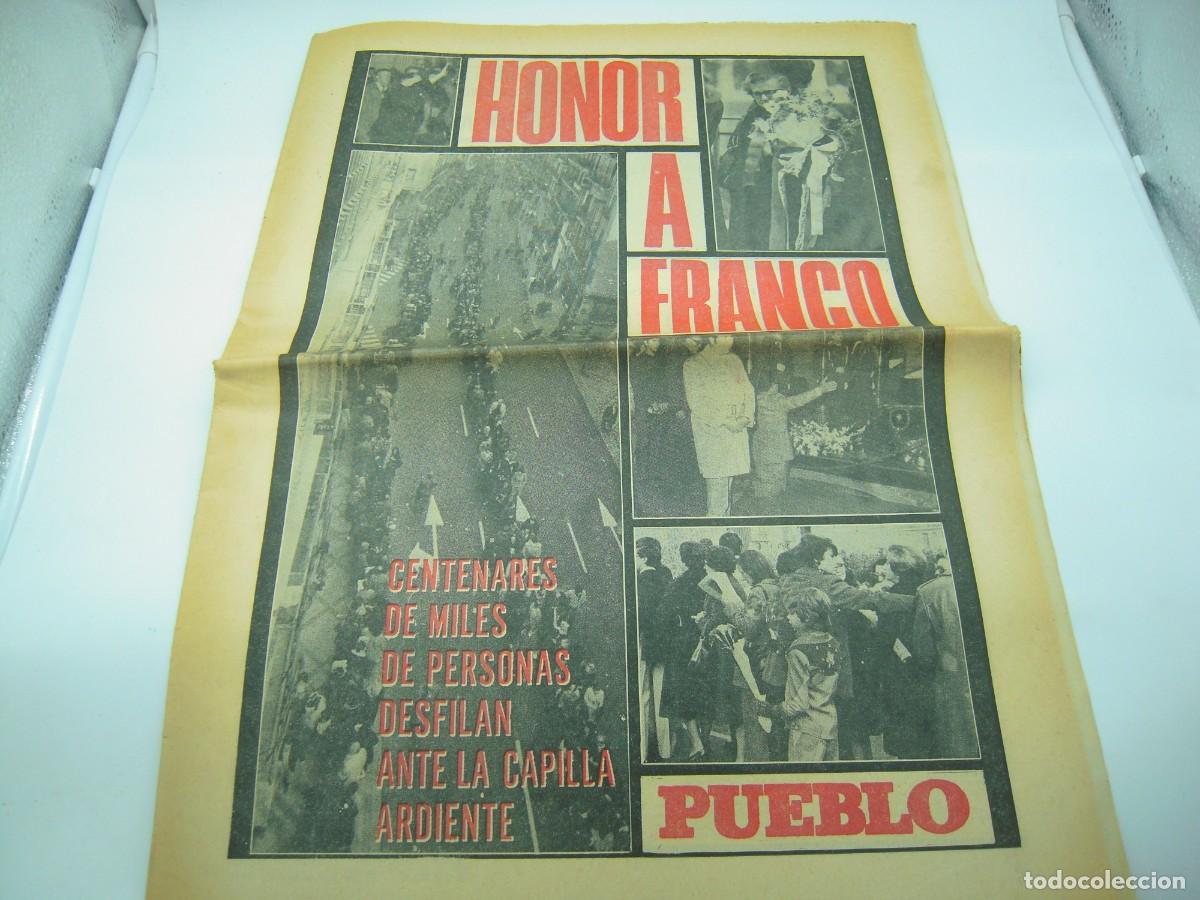 HONOR
A
FRANCO
CENTENARES
DE MILES
DE PERSONAS
DESFILAN
ANTE LA CAPILLA
ARDIENTE
PUEBLO
todocoleccion